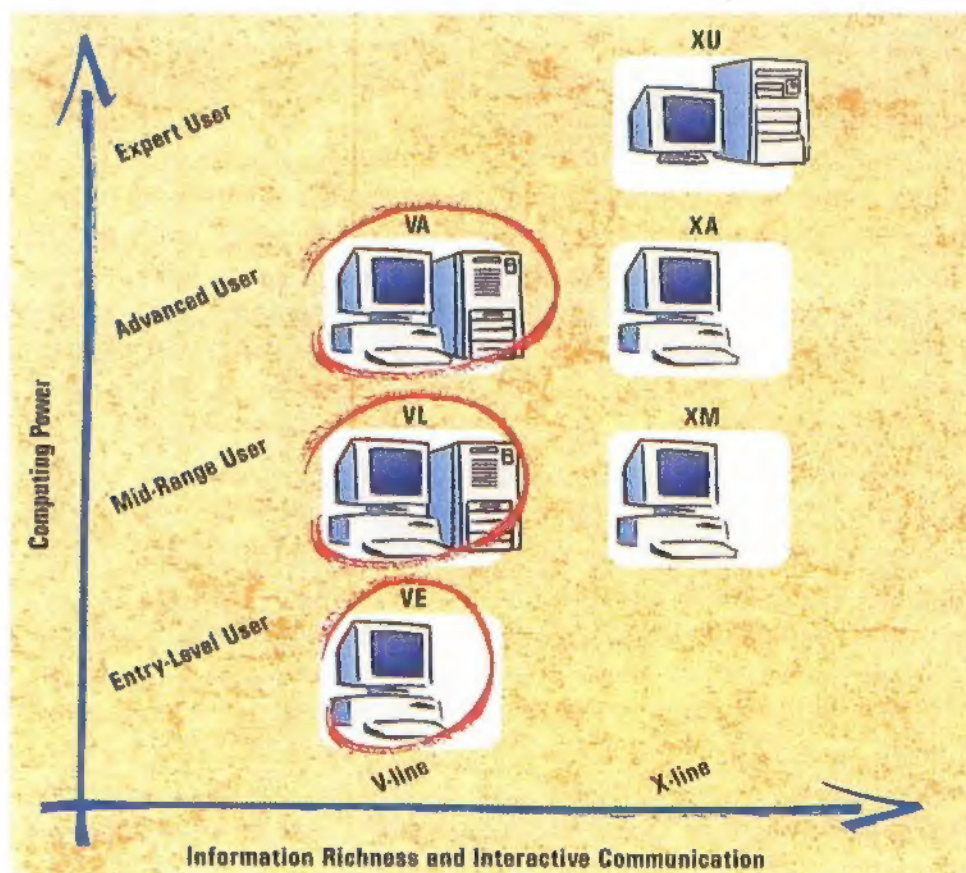 XU
Expert User
VA
XA
Advanced User
VL
XM
Mid-Range User
Computing Power
VE
Entry-Level User
V-line
X-line
Information Richness and Interactive Communication